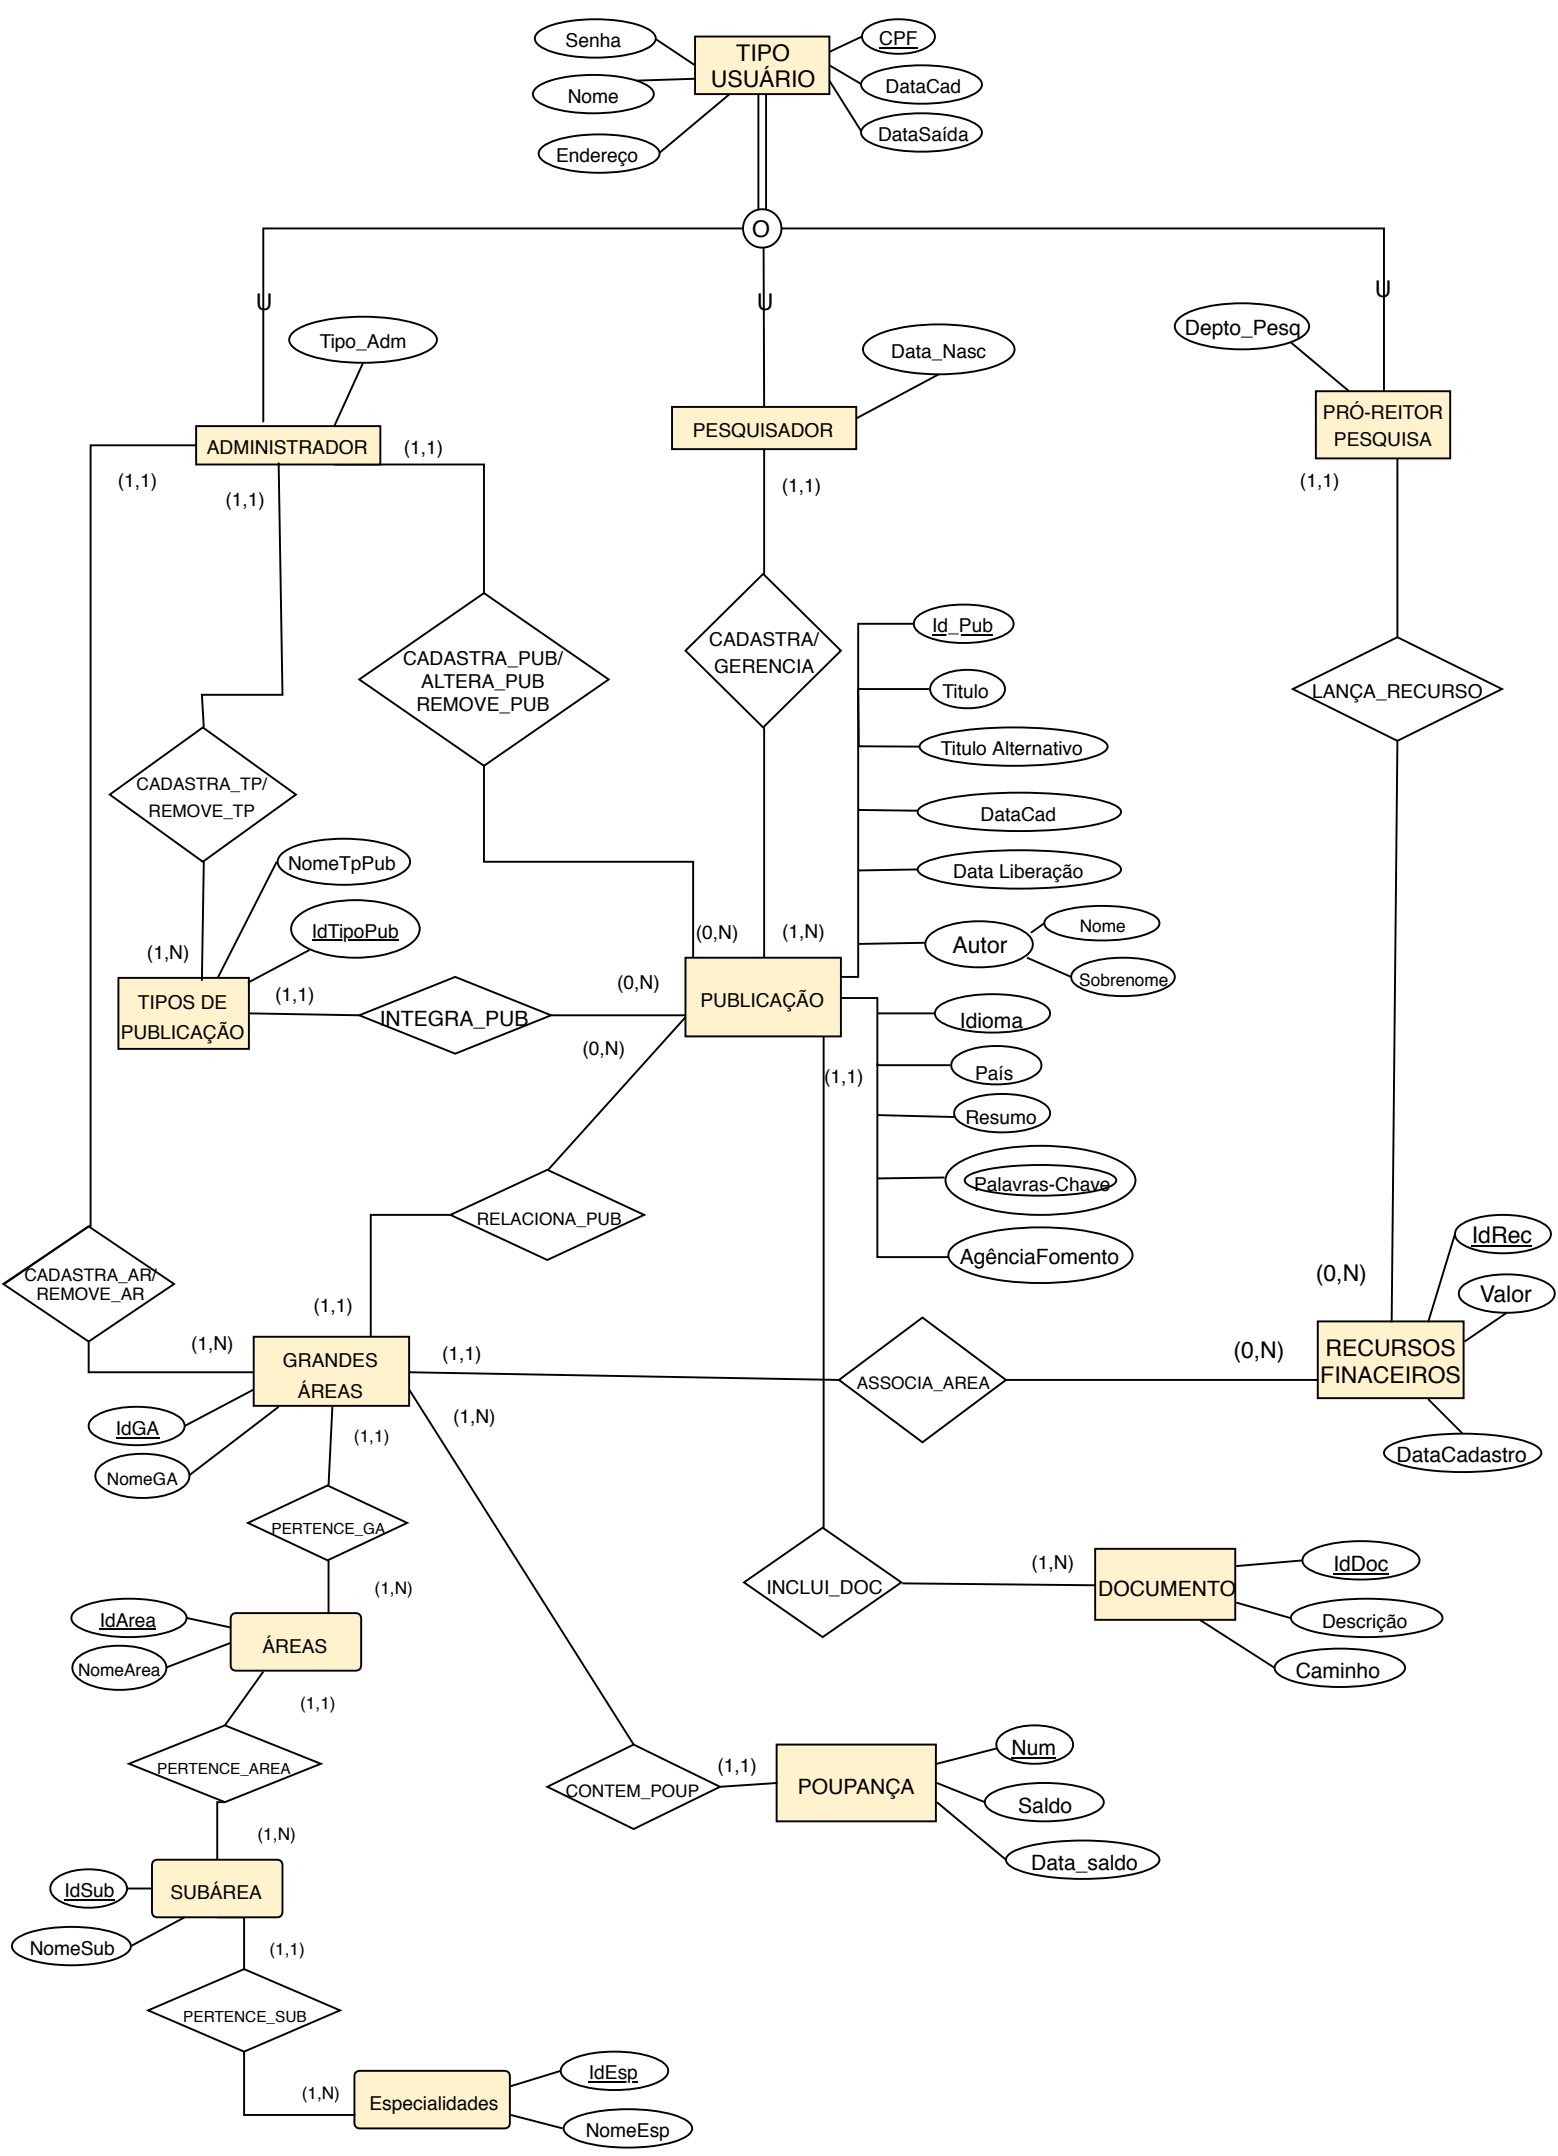 Senha
TIPO
USUÁRIO
CPF
Nome
DataCad
Endereço
DataSaída
O
U
U
U
Tipo_Adm
Data_Nasc
Depto_Pesq
ADMINISTRADOR
PESQUISADOR
PRÓ-REITOR
PESQUISA
(1,1)
(1,1)
(1,1)
(1,1)
(1,1)
CADASTRA_PUB/
ALTERA_PUB
REMOVE_PUB
CADASTRA/
GERENCIA
Id_Pub
Titulo
LANÇA_RECURSO
Titulo Alternativo
CADASTRA_TP/
REMOVE_TP
DataCad
NomeTpPub
Data Liberação
IdTipoPub
Autor
Nome
Sobrenome
(1,N)
(0,N)
(1,N)
TIPOS DE
PUBLICAÇÃO
(1,1)
INTEGRA_PUB
(0,N)
PUBLICAÇÃO
Idioma
(0,N)
(1,1)
País
Resumo
Palavras-Chave
RELACIONA_PUB
AgênciaFomento
IdRec
CADASTRA_AR/
REMOVE_AR
(0,N)
Valor
(1,1)
(1,N)
GRANDES
ÁREAS
(1,1)
ASSOCIA_AREA
(0,N)
RECURSOS
FINACEIROS
IdGA
(1,1)
(1,N)
DataCadastro
NomeGA
PERTENCE_GA
(1,N)
INCLUI_DOC
(1,N)
DOCUMENTO
IdDoc
Descrição
Caminho
IdArea
NomeArea
ÁREAS
(1,1)
PERTENCE_AREA
CONTEM_POUP
(1,1)
POUPANÇA
Num
Saldo
Data_saldo
(1,N)
IdSub
SUBÁREA
NomeSub
(1,1)
PERTENCE_SUB
(1,N)
Especialidades
IdEsp
NomeEsp